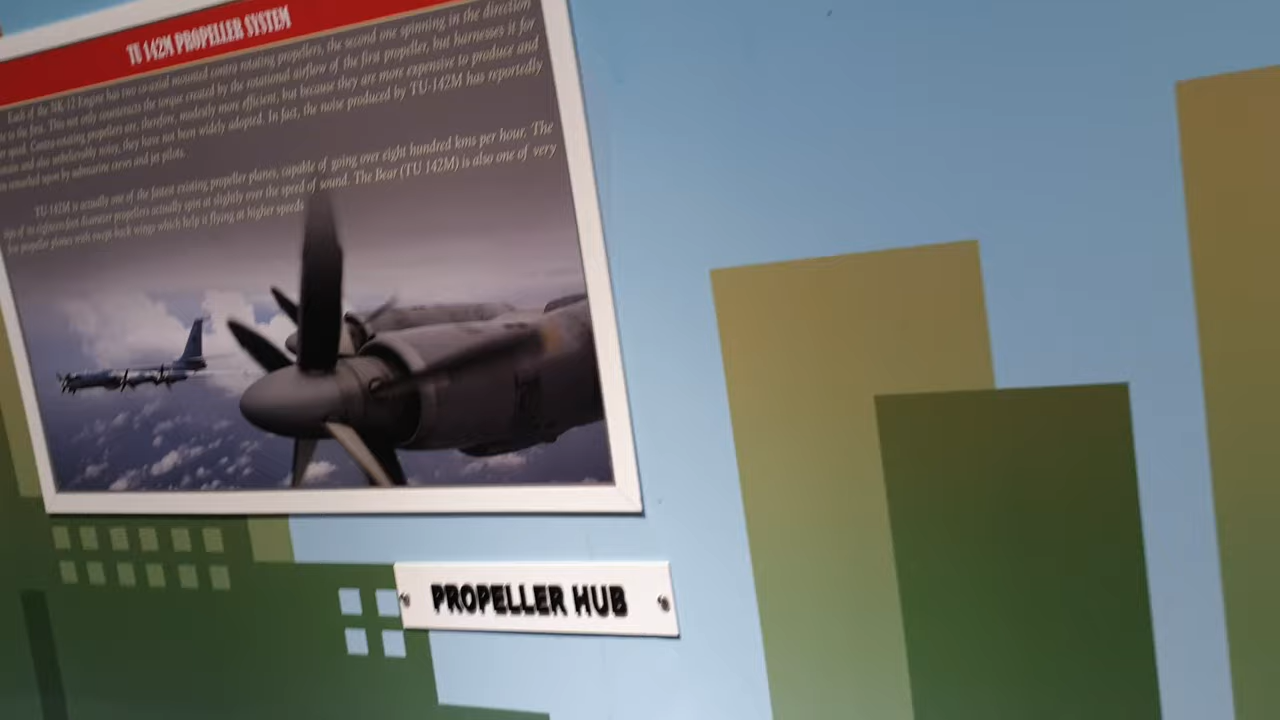 TU 142M PROPELLER SYSTEM
Each of the NK-12 Engine has two co-axial mounted contra rotating propellers, the second one spinning in the direction
to the first. This not only counteracts the torque created by the rotational airflow of the first propeller, but harnesses it for
speed. Contra-rotating propellers are, therefore, modestly more efficient, but because they are more expensive to produce and
and also unbelievably noisy, they have not been widely adopted. In fact, the noise produced by TU-142M has reportedly
remarked upon by submarine crews and jet pilots.
TU-142M is actually one of the fastest existing propeller planes, capable of going over eight hundred kms per hour. The
tips of its eighteen-foot diameter propellers actually spin at slightly over the speed of sound. The Bear (TU 142M) is also one of very
few propeller planes with swept-back wings which help it flying at higher speeds
PROPELLER HUB